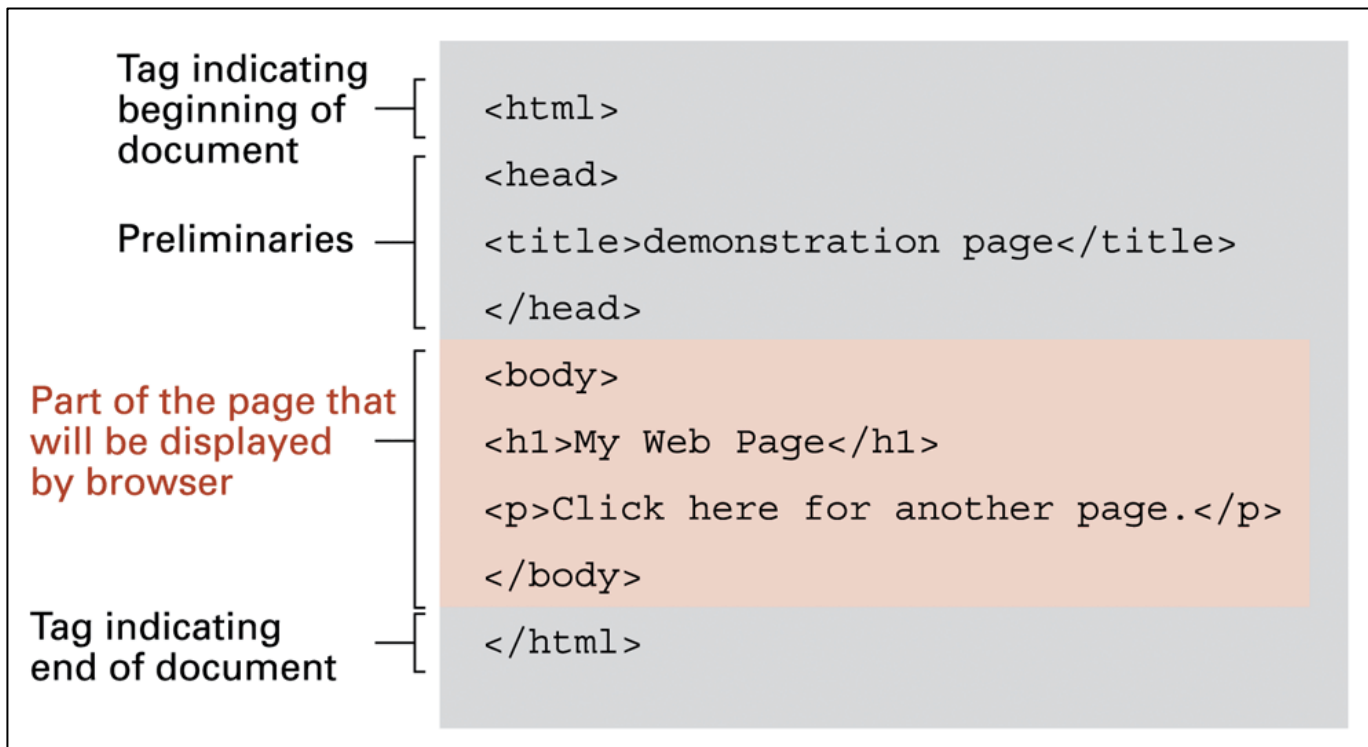 Tag indicating
beginning of
document
<html>
Preliminaries
<head>
<title>demonstration page</title>
</head>
Part of the page that
will be displayed
by browser
<body>
<h1>My Web Page</h1>
<p>Click here for another page.</p>
</body>
Tag indicating
end of document
</html>